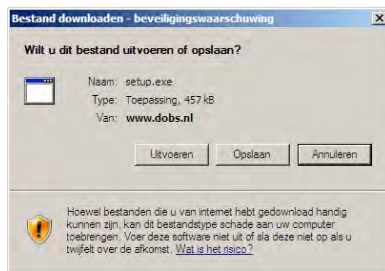 Bestand downloaden - beveiligingswaarschuwing
Wilt u dit bestand uitvoeren of opslaan?
Naam: setup.exe
Type: Toepassing, 457 kB
Van: www.dobs.nl
Uitvoeren Opslaan Annuleren
Hoewel bestanden die u van internet hebt gedownload handig
kunnen zijn, kan dit bestandstype schade aan uw computer
toebrengen. Voer deze software niet uit of sla deze niet op als u
twijfelt over de afkomst. Wat is het risico?